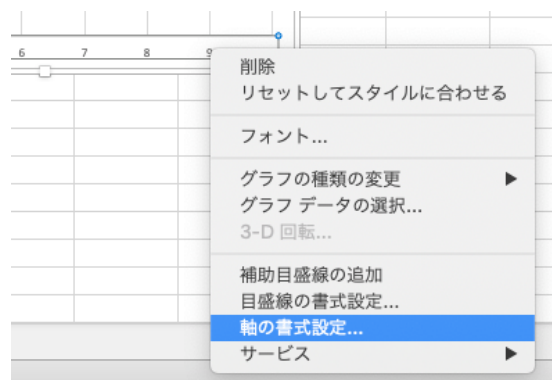 6 7 8 9
削除
リセットしてスタイルに合わせる
フォント...
グラフの種類の変更 ▶
グラフ データの選択...
3-D 回転...
補助目盛線の追加
目盛線の書式設定...
軸の書式設定...
サービス ▶